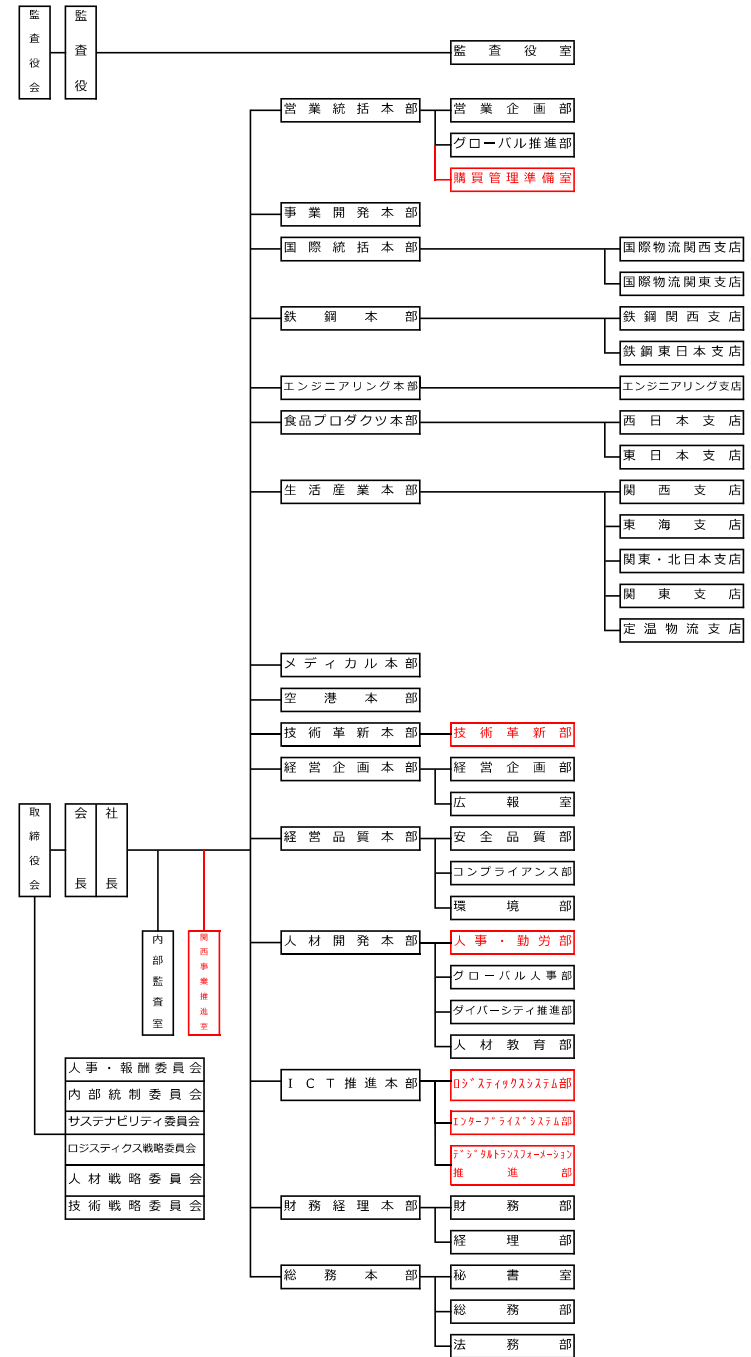 監査役会
監査役
監査役室
営業統括本部
営業企画部
グローバル推進部
購買管理準備室
事業開発本部
国際統括本部
国際物流関西支店
国際物流関東支店
鉄鋼本部
鉄鋼関西支店
鉄鋼東日本支店
エンジニアリング本部
エンジニアリング支店
食品プロダクツ本部
西日本支店
東日本支店
生活産業本部
関西支店
東海支店
関東・北日本支店
関東支店
定温物流支店
メディカル本部
空港本部
技術革新本部
技術革新部
経営企画本部
経営企画部
広報室
取締役会
会長
社長
経営品質本部
安全品質部
コンプライアンス部
環境部
内部監査室
関西事業推進室
人材開発本部
人事・勤労部
グローバル人事部
ダイバーシティ推進部
人材教育部
人事・報酬委員会
内部統制委員会
サステナビリティ委員会
ロジスティクス戦略委員会
人材戦略委員会
技術戦略委員会
ICT推進本部
ロジスティックスシステム部
エンタープライズシステム部
デジタルトランスフォーメーション
推進部
財務経理本部
財務部
経理部
総務本部
秘書室
総務部
法務部